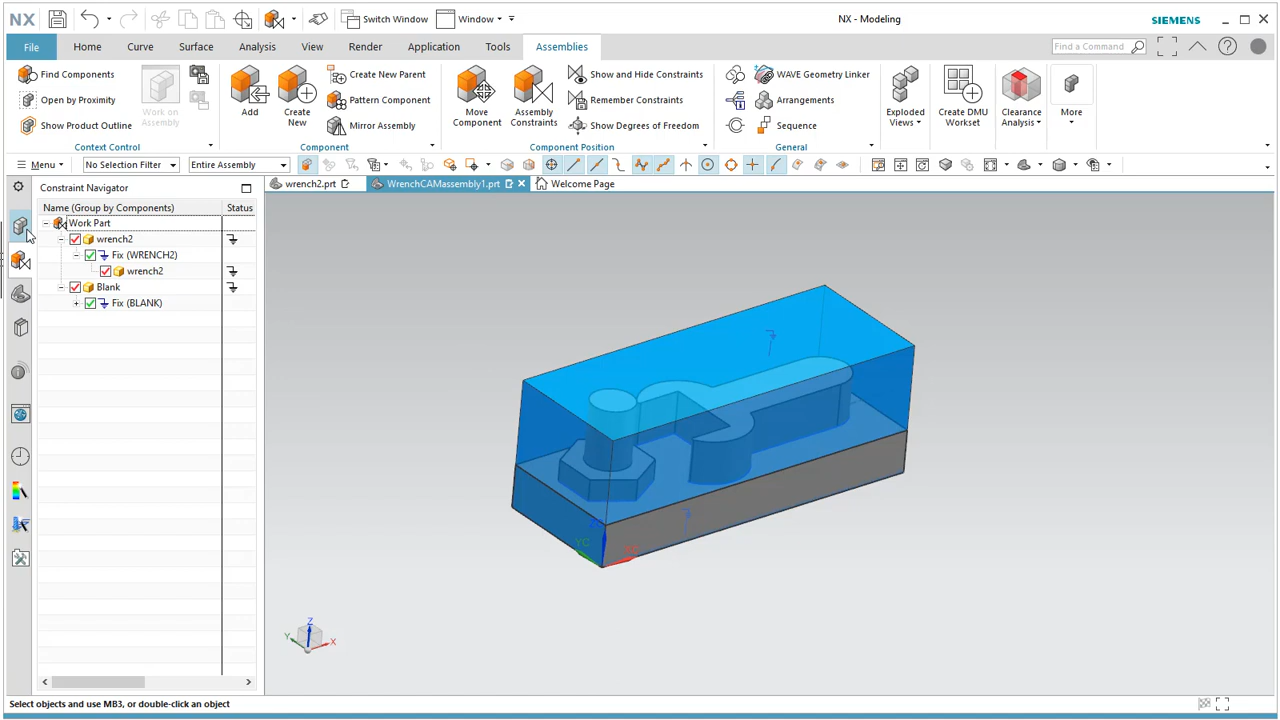 NX Switch Window Window NX - Modeling SIEMENS
File Home Curve Surface Analysis View Render Application Tools Assemblies Find a Command
Find Components
Open by Proximity
Show Product Outline
Work on
Assembly
Context Control
Add
Create
New
Create New Parent
Pattern Component
Mirror Assembly
Component
Move
Component
Assembly
Constraints
Show and Hide Constraints
Remember Constraints
Show Degrees of Freedom
Component Position
WAVE Geometry Linker
Arrangements
Sequence
General
Exploded
Views
Create DMU
Workset
Clearance
Analysis
More
Menu No Selection Filter Entire Assembly
Constraint Navigator
wrench2.prt WrenchCAMassembly1.prt Welcome Page
Name (Group by Components) Status
Work Part
wrench2
Fix (WRENCH2)
wrench2
Blank
Fix (BLANK)
ZC
YC
XC
Z
Y
X
Select objects and use MB3, or double-click an object